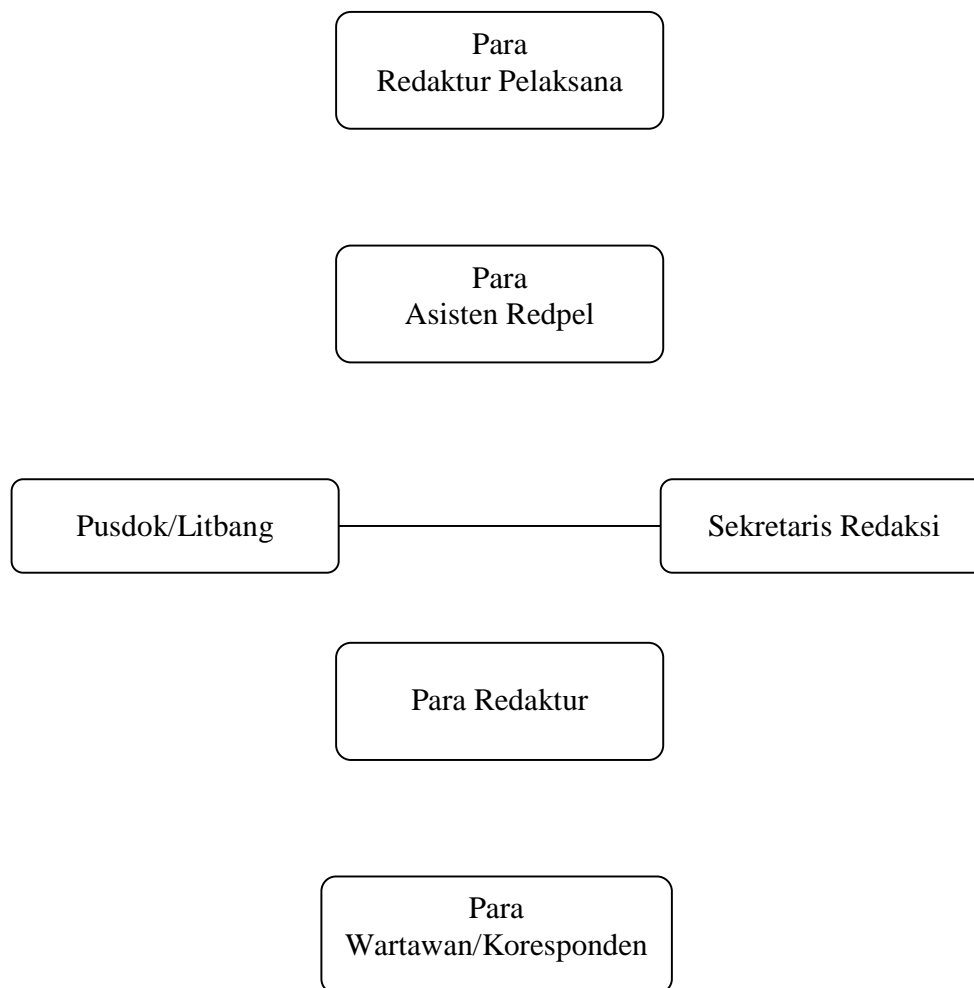 Para
Redaktur Pelaksana
Para
Asisten Redpel
Pusdok/Litbang
Sekretaris Redaksi
Para Redaktur
Para
Wartawan/Koresponden